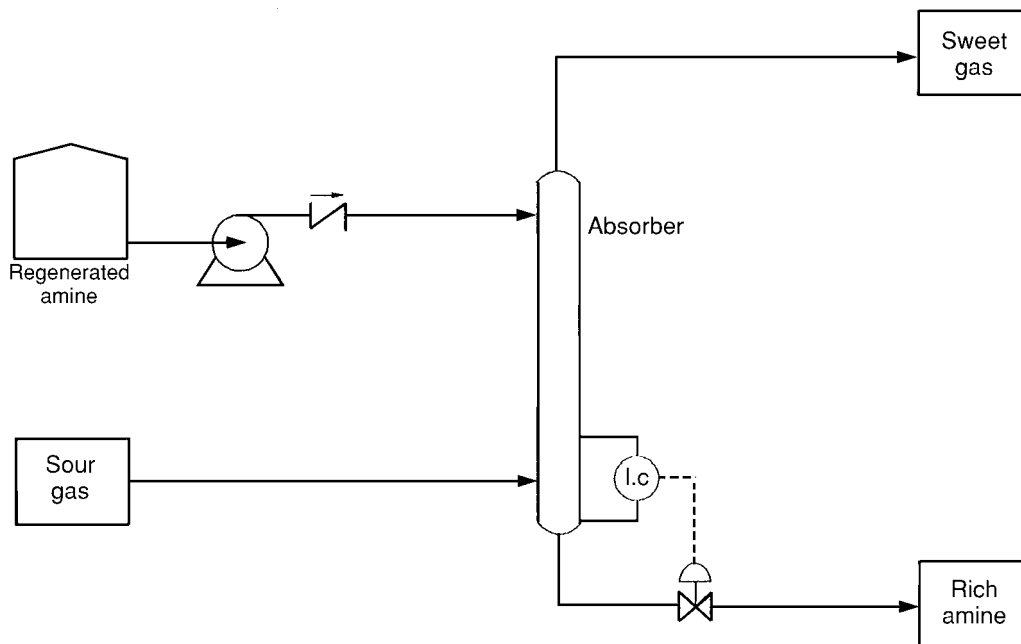 Sweet
gas
Absorber
Regenerated
amine
Sour
gas
l.c
Rich
amine